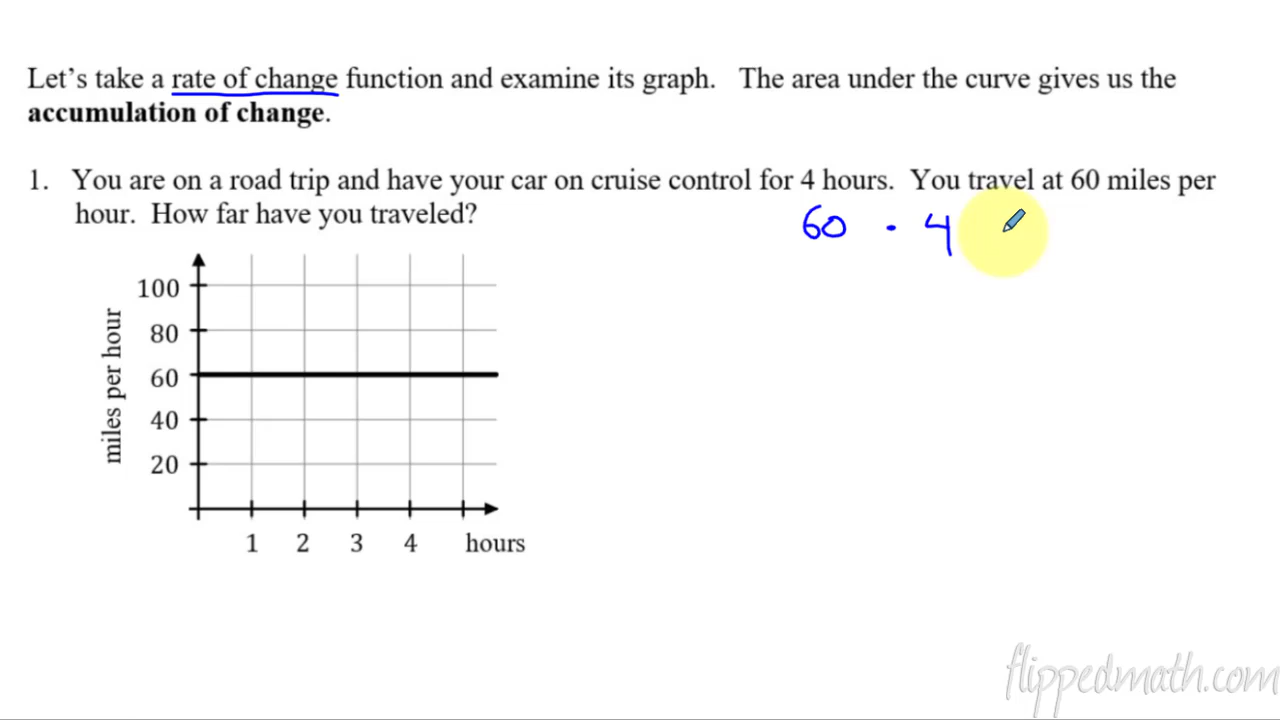 Let's take a rate of change function and examine its graph. The area under the curve gives us the
accumulation of change.
1. You are on a road trip and have your car on cruise control for 4 hours. You travel at 60 miles per
hour. How far have you traveled?
60 · 4
miles per hour
100
80
60
40
20
1 2 3 4 hours
flippedmath.com